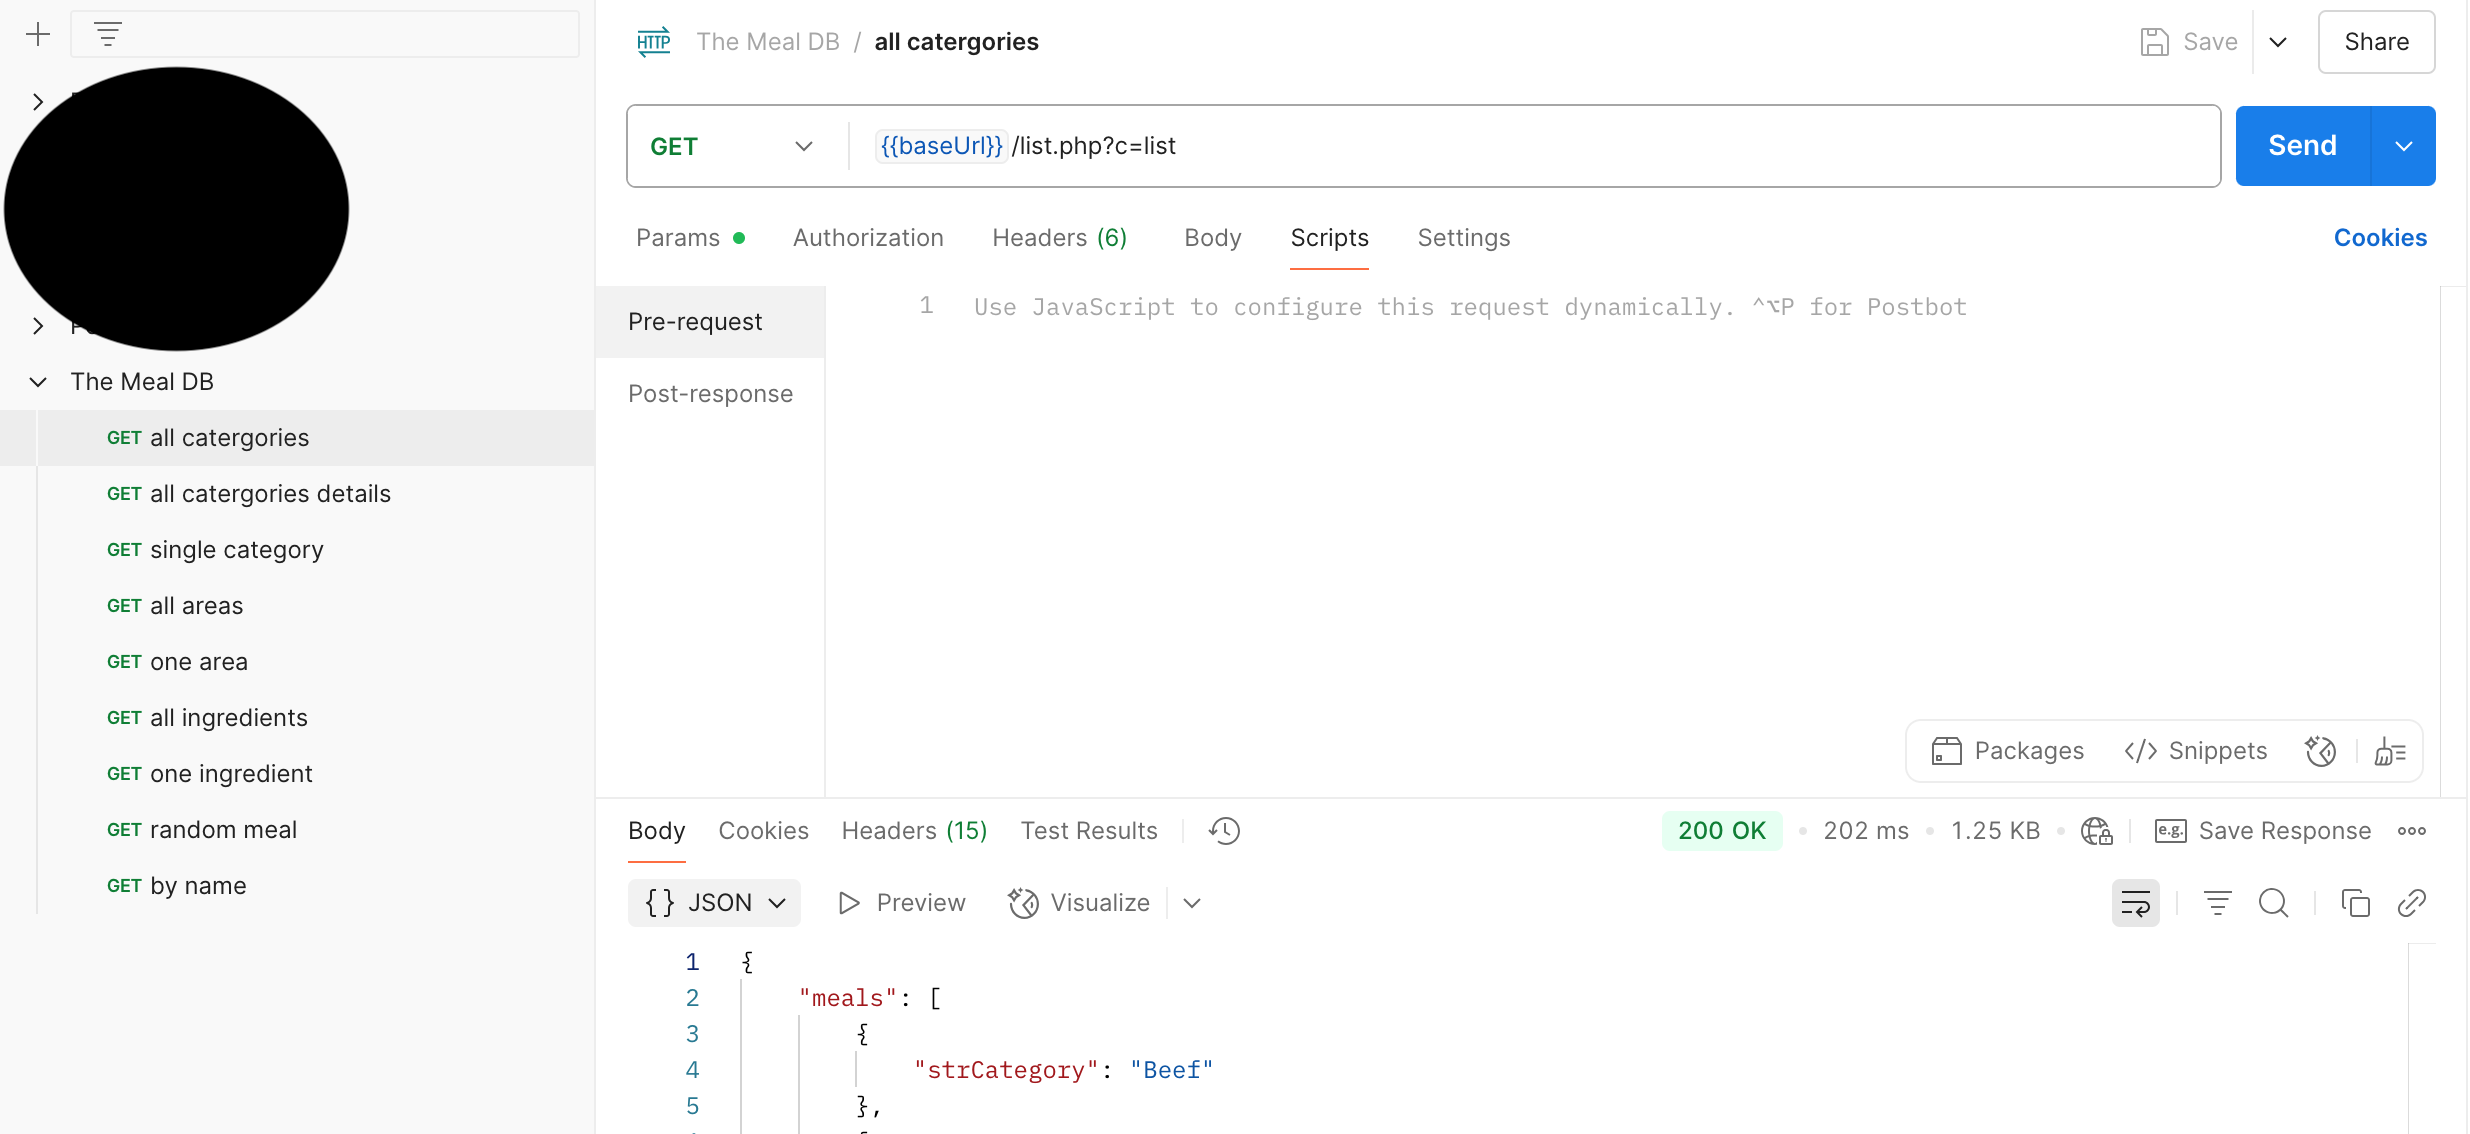 HTTP The Meal DB / all catergories Save Share
GET {{baseUrl}}/list.php?c=list Send
Params Authorization Headers (6) Body Scripts Settings Cookies
Pre-request
Post-response
1 Use JavaScript to configure this request dynamically. ^⌥P for Postbot
The Meal DB
GET all catergories
GET all catergories details
GET single category
GET all areas
GET one area
GET all ingredients
GET one ingredient
GET random meal
GET by name
Packages </> Snippets
Body Cookies Headers (15) Test Results 200 OK • 202 ms • 1.25 KB • e.g. Save Response
{} JSON Preview Visualize
1 {
2 "meals": [
3 {
4 "strCategory": "Beef"
5 },